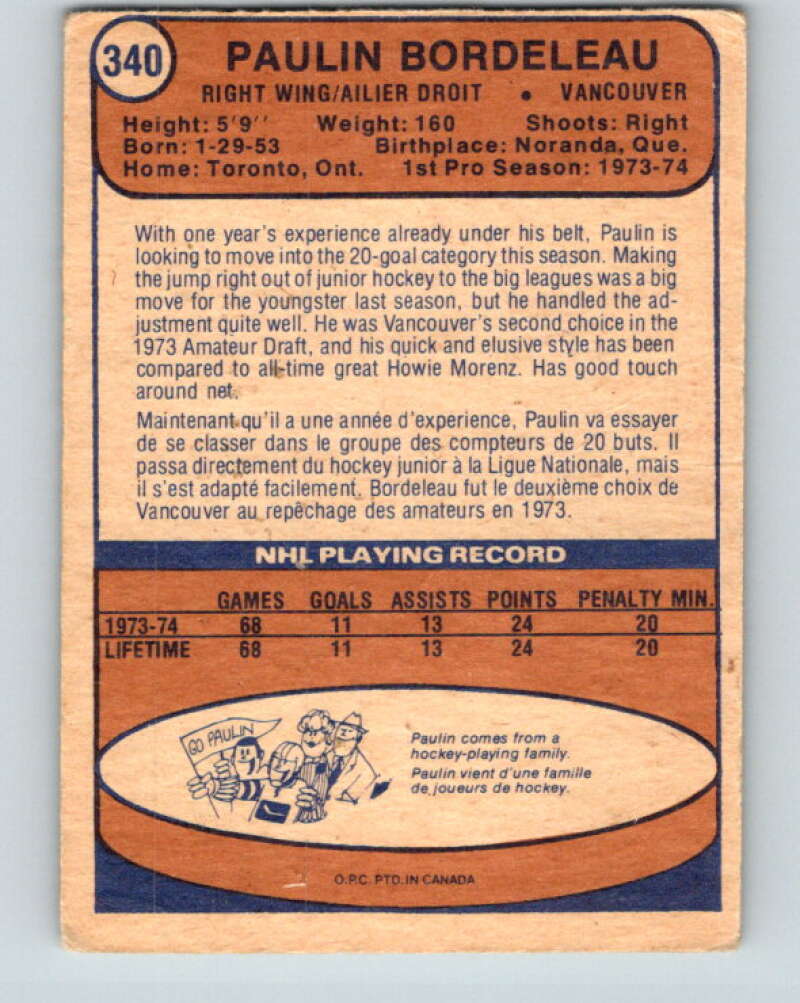 340
PAULIN BORDELEAU
RIGHT WING/AILIER DROIT • VANCOUVER
Height: 5'9'' Weight: 160 Shoots: Right
Born: 1-29-53 Birthplace: Noranda, Que.
Home: Toronto, Ont. 1st Pro Season: 1973-74
With one year's experience already under his belt, Paulin is
looking to move into the 20-goal category this season. Making
the jump right out of junior hockey to the big leagues was a big
move for the youngster last season, but he handled the ad-
justment quite well. He was Vancouver's second choice in the
1973 Amateur Draft, and his quick and elusive style has been
compared to all-time great Howie Morenz. Has good touch
around net.
Maintenant qu'il a une année d'experience, Paulin va essayer
de se classer dans le groupe des compteurs de 20 buts. Il
passa directement du hockey junior à la Ligue Nationale, mais
il s'est adapté facilement. Bordeleau fut le deuxième choix de
Vancouver au repêchage des amateurs en 1973.
NHL PLAYING RECORD
GAMES GOALS ASSISTS POINTS PENALTY MIN.
1973-74 68 11 13 24 20
LIFETIME 68 11 13 24 20
GO PAULIN
Paulin comes from a
hockey-playing family.
Paulin vient d'une famille
de joueurs de hockey.
O.P.C. PTD. IN CANADA